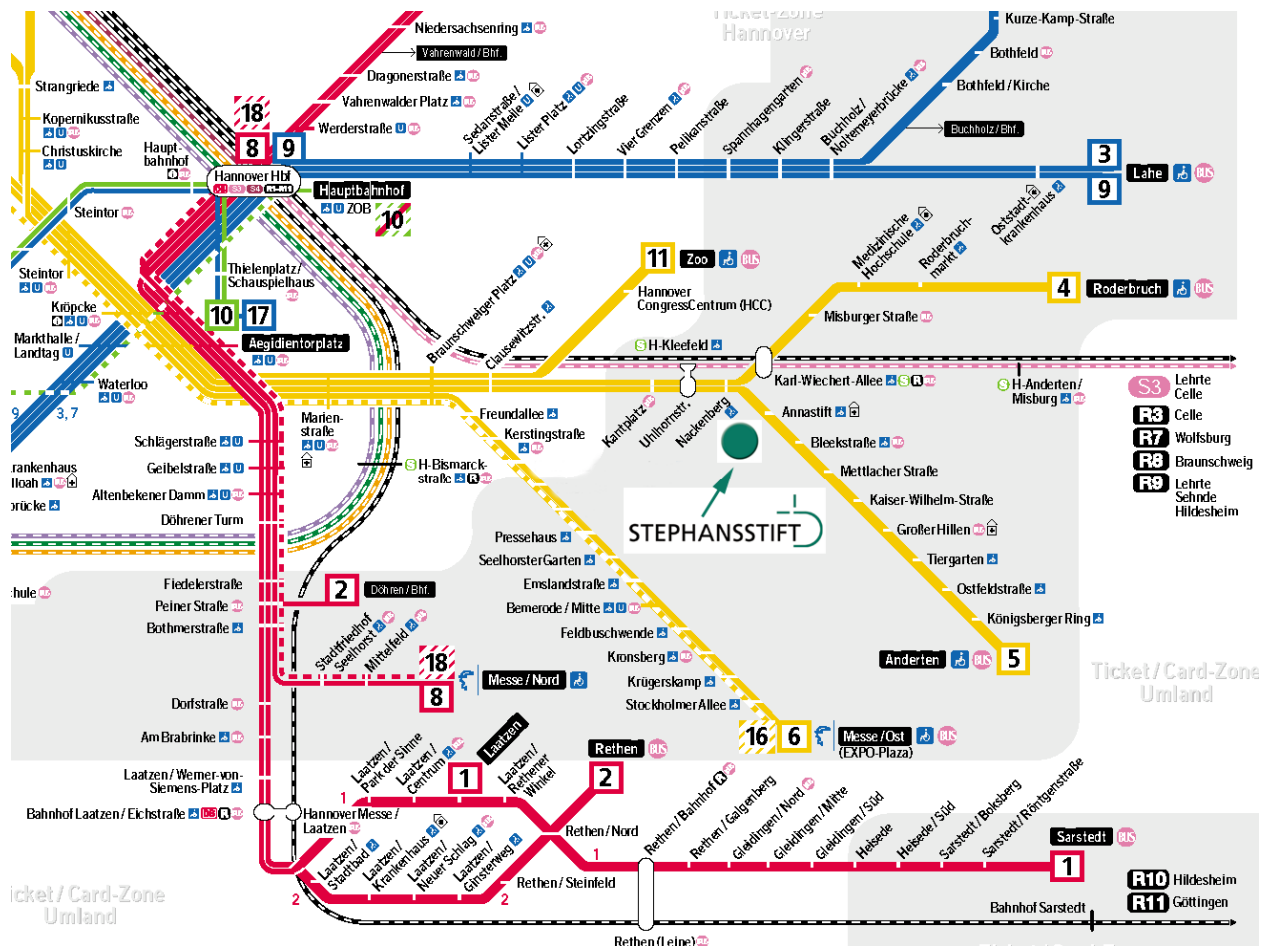 Ticket-Zone
Hannover
Niedersachsenring
Vahrenwald / Bhf.
Dragonerstraße
Vahrenwalder Platz
Werderstraße
Kurze-Kamp-Straße
Bothfeld
Bothfeld / Kirche
Buchholz / Bhf.
Strangriede
Kopernikusstraße
Christuskirche
Haupt-
bahnhof
18
8
9
Hannover Hbf
Hauptbahnhof
ZOB
10
Sedanstraße /
Lister Meile
Lister Platz
Lortzingstraße
Vier Grenzen
Pelikanstraße
Spannhagengarten
Klingerstraße
Buchholz /
Noltemeyerbrücke
3
9
Lahe
Oststadt-
krankenhaus
Steintor
Steintor
Kröpcke
Markthalle /
Landtag
Waterloo
9
3, 7
Thielenplatz /
Schauspielhaus
10
17
Aegidientorplatz
Braunschweiger Platz
Clausewitzstr.
11
Zoo
Hannover
CongressCentrum (HCC)
Medizinische
Hochschule
Roderbruch-
markt
4
Roderbruch
Misburger Straße
H-Kleefeld
Karl-Wiechert-Allee
H-Anderten /
Misburg
S3
Lehrte
Celle
R3
Celle
R7
Wolfsburg
R8
Braunschweig
R9
Lehrte
Sehnde
Hildesheim
Marien-
straße
Freundallee
Kerstingstraße
Kantplatz
Uhlhornstr.
Nackenberg
Annastift
Bleekstraße
Mettlacher Straße
Kaiser-Wilhelm-Straße
Großer Hillen
Tiergarten
Ostfeldstraße
Königsberger Ring
Anderten
5
STEPHANSSTIFT
Schlägerstraße
Geibelstraße
Altenbekener Damm
Döhrener Turm
H-Bismarck-
straße
Fiedelerstraße
Peiner Straße
Bothmerstraße
2
Döhren / Bhf.
Stadtfriedhof
Seelhorst
Mittelfeld
18
8
Messe / Nord
Pressehaus
Seelhorster Garten
Emslandstraße
Bemerode / Mitte
Feldbuschwende
Kronsberg
Krügerskamp
Stockholmer Allee
16
6
Messe / Ost
(EXPO-Plaza)
Ticket / Card-Zone
Umland
Dorfstraße
Am Brabrinke
Laatzen / Werner-von-
Siemens-Platz
Bahnhof Laatzen / Eichstraße
Hannover Messe /
Laatzen
1
Laatzen /
Park der Sinne
Laatzen /
Centrum
1
Laatzen
Laatzen /
Rethener
Winkel
Rethen
2
Rethen / Nord
Laatzen /
Stadtbad
Laatzen /
Krankenhaus
Laatzen /
Neuer Schlag
Laatzen /
Ginsterweg
2
2
Rethen / Steinfeld
1
Rethen / Bahnhof
Rethen / Galgenberg
Gleidingen / Nord
Gleidingen / Mitte
Gleidingen / Süd
Heisede
Heisede / Süd
Sarstedt / Boksberg
Sarstedt / Röntgenstraße
Sarstedt
1
R10
Hildesheim
R11
Göttingen
Bahnhof Sarstedt
Rethen (Leine)
Ticket / Card-Zone
Umland